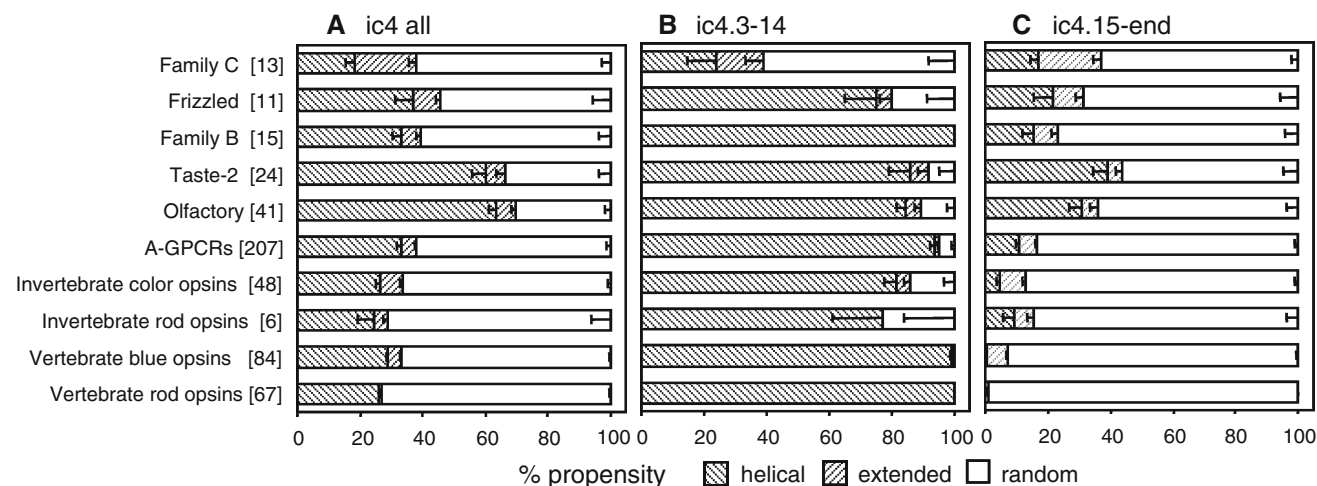 A ic4 all
B ic4.3-14
C ic4.15-end
Family C [13]
Frizzled [11]
Family B [15]
Taste-2 [24]
Olfactory [41]
A-GPCRs [207]
Invertebrate color opsins [48]
Invertebrate rod opsins [6]
Vertebrate blue opsins [84]
Vertebrate rod opsins [67]
0 20 40 60 80 100
0 20 40 60 80 100
0 20 40 60 80 100
% propensity helical extended random